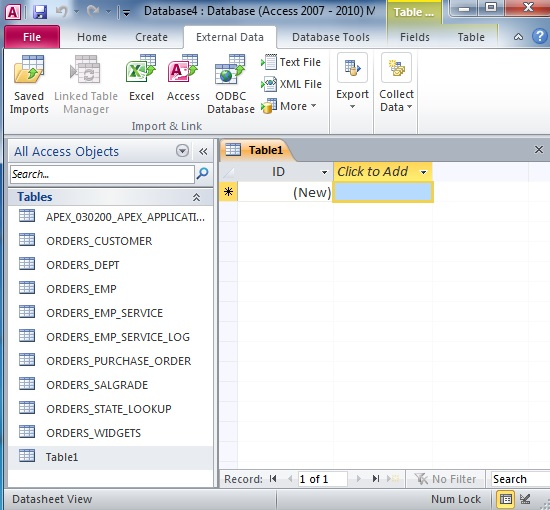 A Database4 : Database (Access 2007 - 2010) M Table ...
File Home Create External Data Database Tools Fields Table
Saved Imports
Linked Table Manager
Excel
Access
ODBC Database
Text File
XML File
More
Export
Collect Data
Import & Link
All Access Objects
Search...
Tables
APEX_030200_APEX_APPLICATI...
ORDERS_CUSTOMER
ORDERS_DEPT
ORDERS_EMP
ORDERS_EMP_SERVICE
ORDERS_EMP_SERVICE_LOG
ORDERS_PURCHASE_ORDER
ORDERS_SALGRADE
ORDERS_STATE_LOOKUP
ORDERS_WIDGETS
Table1
Table1
ID Click to Add
(New)
Record: 1 of 1 No Filter Search
Datasheet View Num Lock